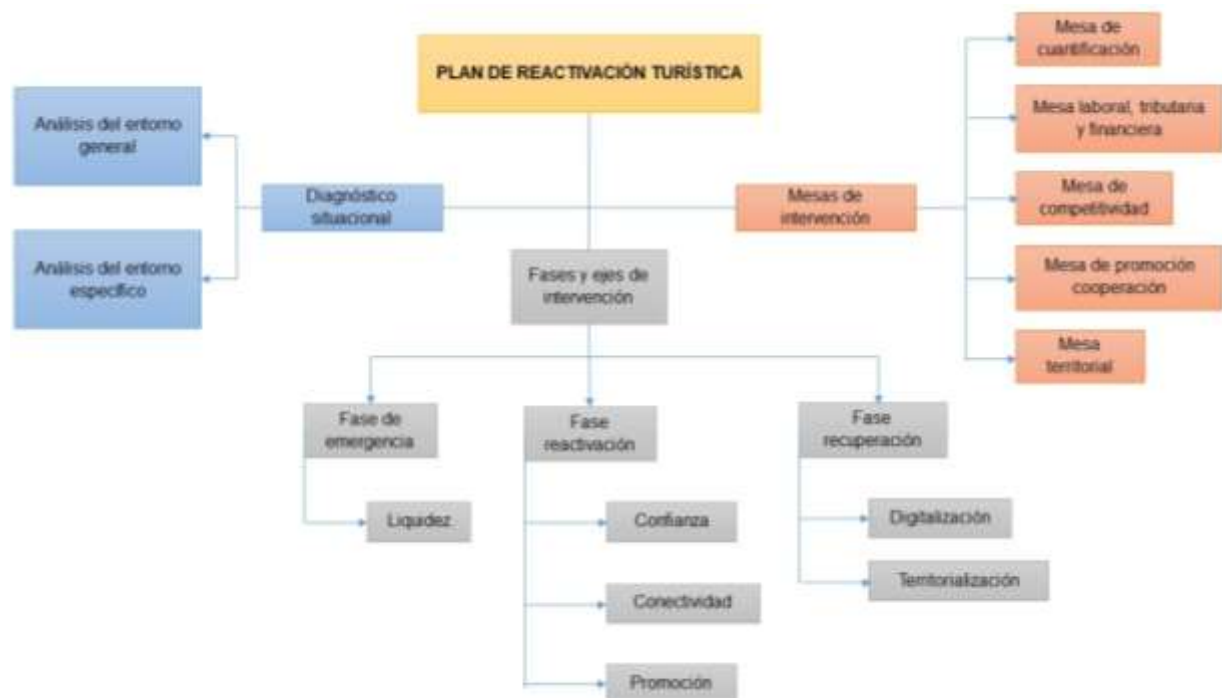 PLAN DE REACTIVACIÓN TURÍSTICA
Análisis del entorno
general
Análisis del entorno
específico
Diagnóstico
situacional
Mesas de
intervención
Mesa de
cuantificación
Mesa laboral, tributaria
y financiera
Mesa de
competitividad
Mesa de promoción
cooperación
Mesa
territorial
Fases y ejes de
intervención
Fase de
emergencia
Liquidez
Fase
reactivación
Confianza
Conectividad
Promoción
Fase
recuperación
Digitalización
Territorialización